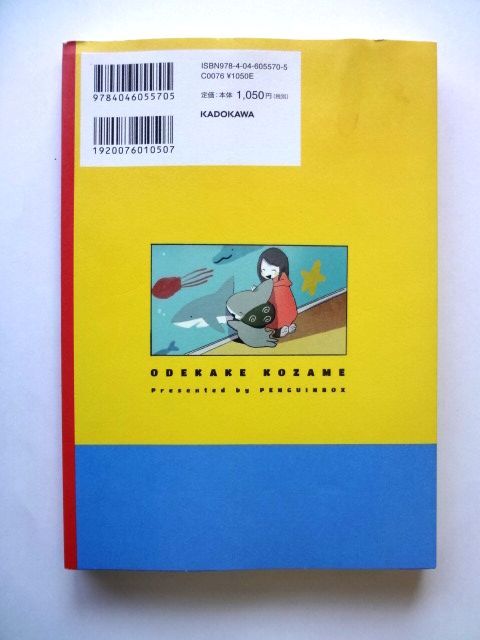 ISBN978-4-04-605570-5
C0076 ¥1050E
定価：本体 1,050円(税別)
KADOKAWA
9784046055705
1920076010507
ODEKAKE KOZAME
Presented by PENGUINBOX